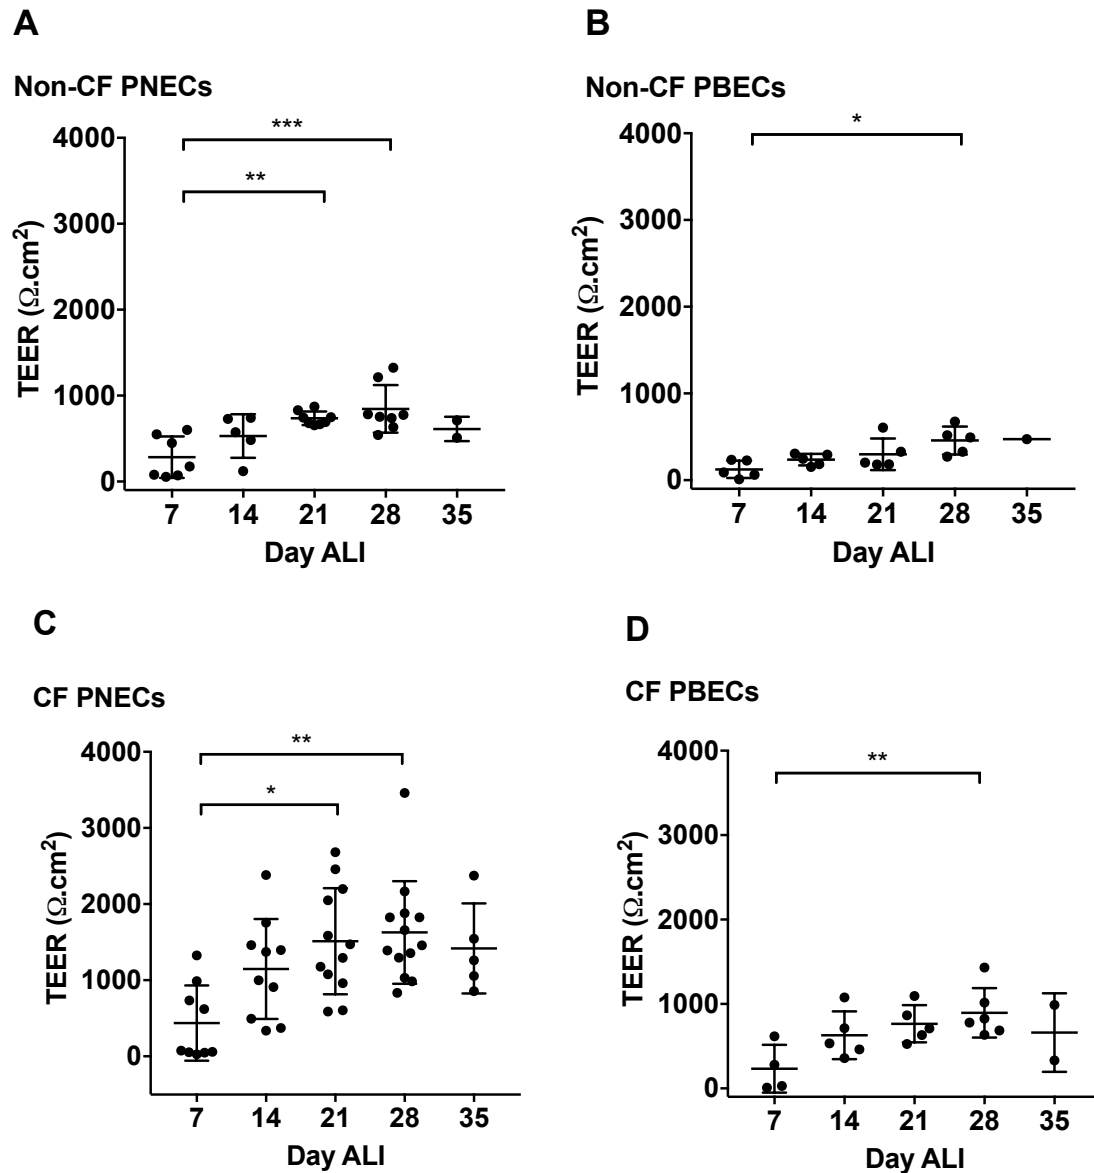 A
Non-CF PNECs
***
**
4000
3000
2000
1000
0
TEER (Ω.cm²)
7 14 21 28 35
Day ALI
B
Non-CF PBECs
*
4000
3000
2000
1000
0
TEER (Ω.cm²)
7 14 21 28 35
Day ALI
C
CF PNECs
**
*
4000
3000
2000
1000
0
TEER (Ω.cm²)
7 14 21 28 35
Day ALI
D
CF PBECs
**
4000
3000
2000
1000
0
TEER (Ω.cm²)
7 14 21 28 35
Day ALI